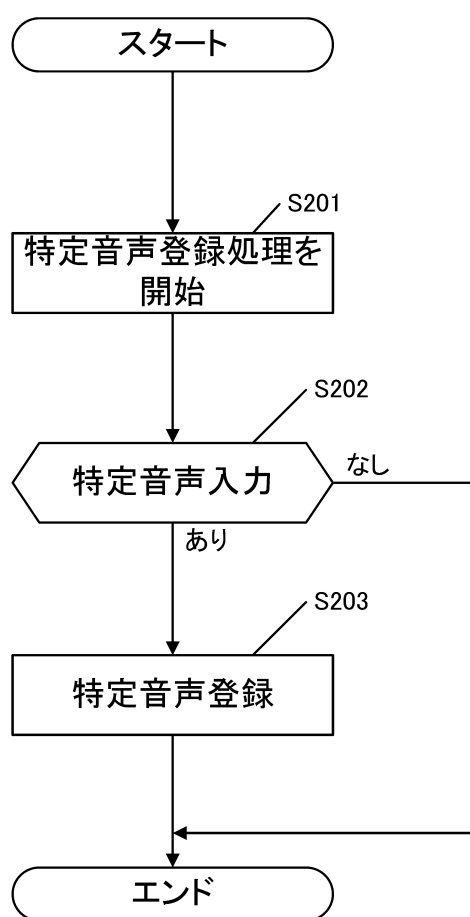 スタート
S201
特定音声登録処理を
開始
S202
特定音声入力
なし
あり
S203
特定音声登録
エンド